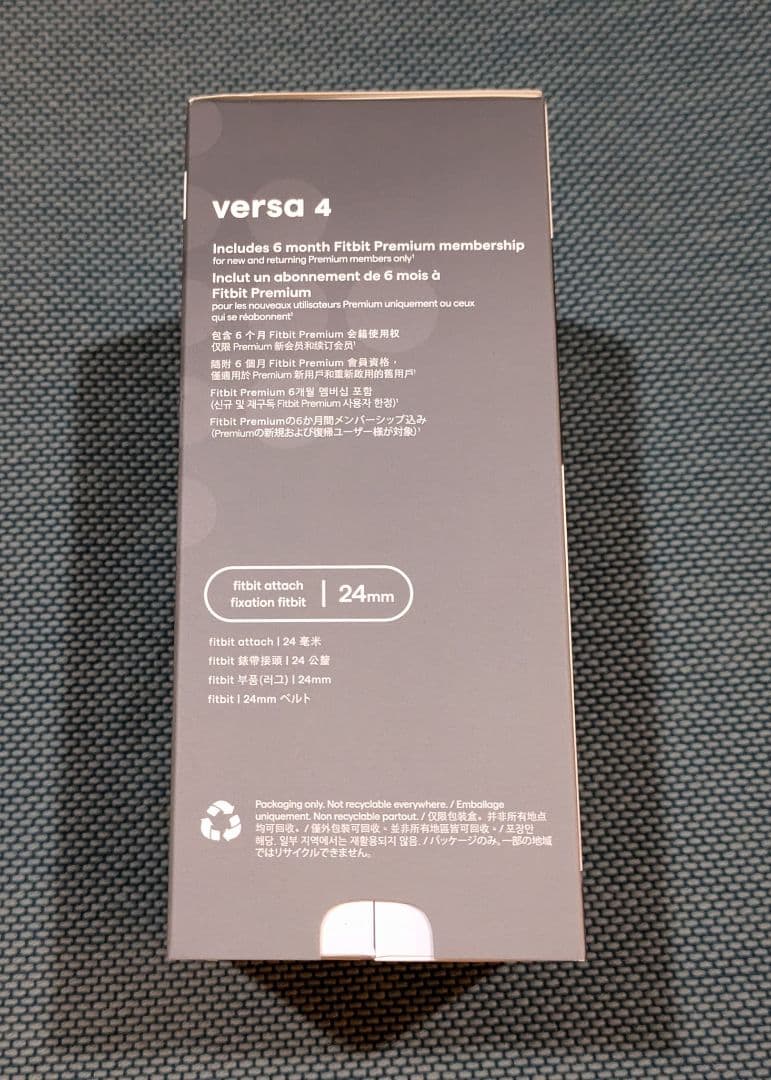 versa 4
Includes 6 month Fitbit Premium membership
for new and returning Premium members only¹
Inclut un abonnement de 6 mois à
Fitbit Premium
pour les nouveaux utilisateurs Premium uniquement ou ceux
qui se réabonnent¹
包含 6 个月 Fitbit Premium 会籍使用权
仅限 Premium 新会员和续订会员¹
隨附 6 個月 Fitbit Premium 會員資格，
僅適用於 Premium 新用戶和重新啟用的舊用戶¹
Fitbit Premium 6개월 멤버십 포함
(신규 및 재구독 Fitbit Premium 사용자 한정)¹
Fitbit Premiumの6か月間メンバーシップ込み
（Premiumの新規および復帰ユーザー様が対象）¹
fitbit attach
fixation fitbit
24mm
fitbit attach | 24 毫米
fitbit 錶帶接頭 | 24 公釐
fitbit 부품(러그) | 24mm
fitbit | 24mm ベルト
Packaging only. Not recyclable everywhere. / Emballage
uniquement. Non recyclable partout. / 仅限包装盒。并非所有地点
均可回收。/ 僅外包裝可回收。並非所有地區皆可回收。/ 포장만
해당. 일부 지역에서는 재활용되지 않음. / パッケージのみ。一部の地域
ではリサイクルできません。